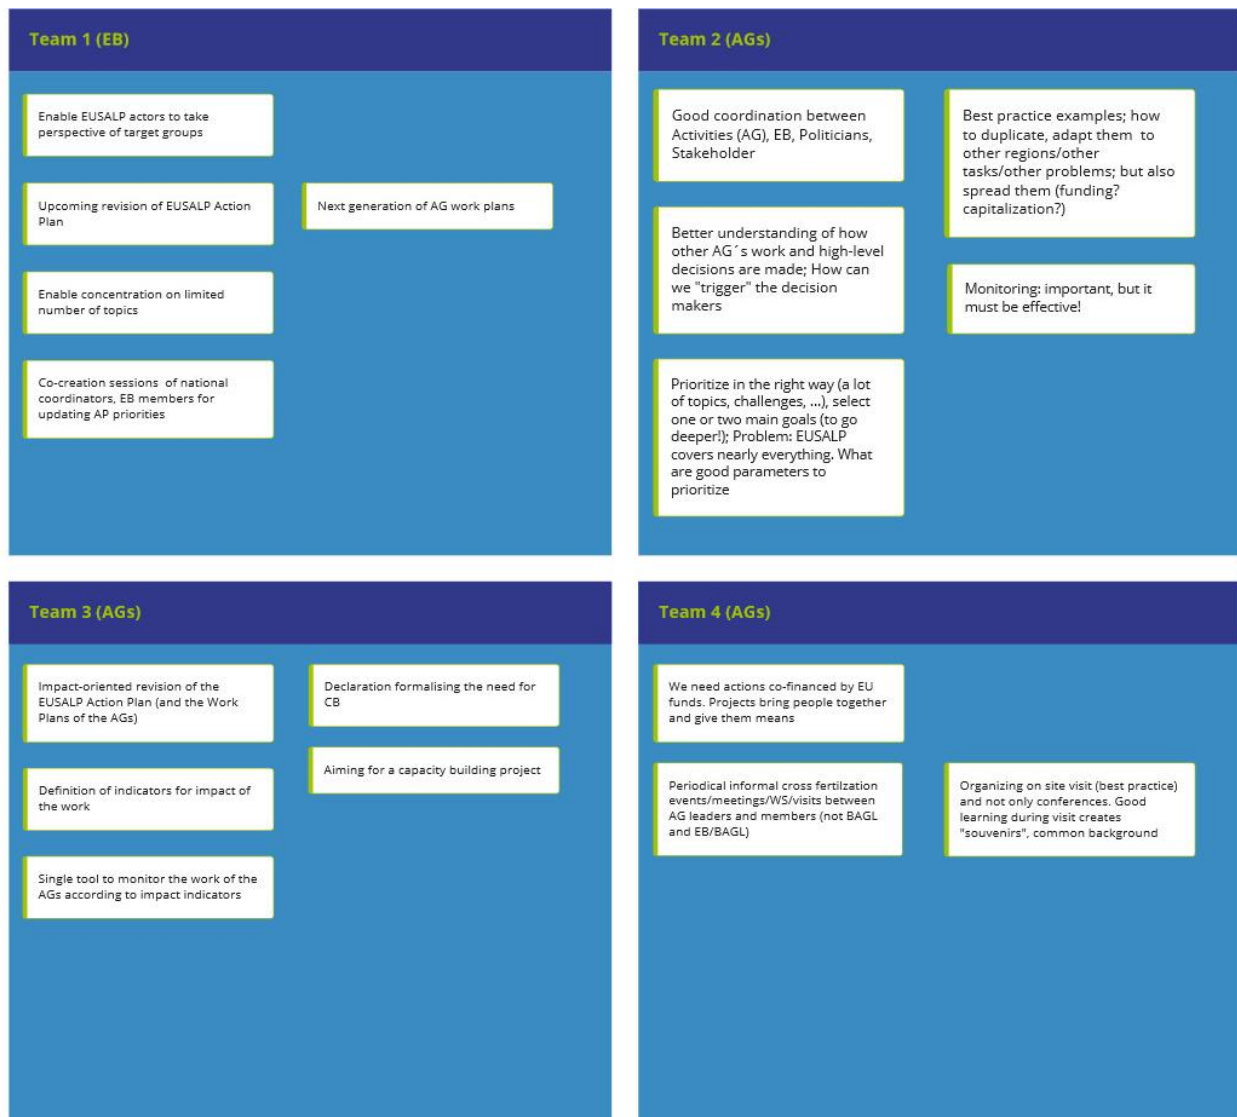 Team 1 (EB)
Enable EUSALP actors to take
perspective of target groups
Upcoming revision of EUSALP Action
Plan
Next generation of AG work plans
Enable concentration on limited
number of topics
Co-creation sessions of national
coordinators, EB members for
updating AP priorities
Team 2 (AGs)
Good coordination between
Activities (AG), EB, Politicians,
Stakeholder
Better understanding of how
other AG´s work and high-level
decisions are made; How can
we "trigger" the decision
makers
Prioritize in the right way (a lot
of topics, challenges, ...), select
one or two main goals (to go
deeper!); Problem: EUSALP
covers nearly everything. What
are good parameters to
prioritize
Best practice examples; how
to duplicate, adapt them to
other regions/other
tasks/other problems; but also
spread them (funding?
capitalization?)
Monitoring: important, but it
must be effective!
Team 3 (AGs)
Impact-oriented revision of the
EUSALP Action Plan (and the Work
Plans of the AGs)
Definition of indicators for impact of
the work
Single tool to monitor the work of the
AGs according to impact indicators
Declaration formalising the need for
CB
Aiming for a capacity building project
Team 4 (AGs)
We need actions co-financed by EU
funds. Projects bring people together
and give them means
Periodical informal cross fertilzation
events/meetings/WS/visits between
AG leaders and members (not BAGL
and EB/BAGL)
Organizing on site visit (best practice)
and not only conferences. Good
learning during visit creates
"souvenirs", common background